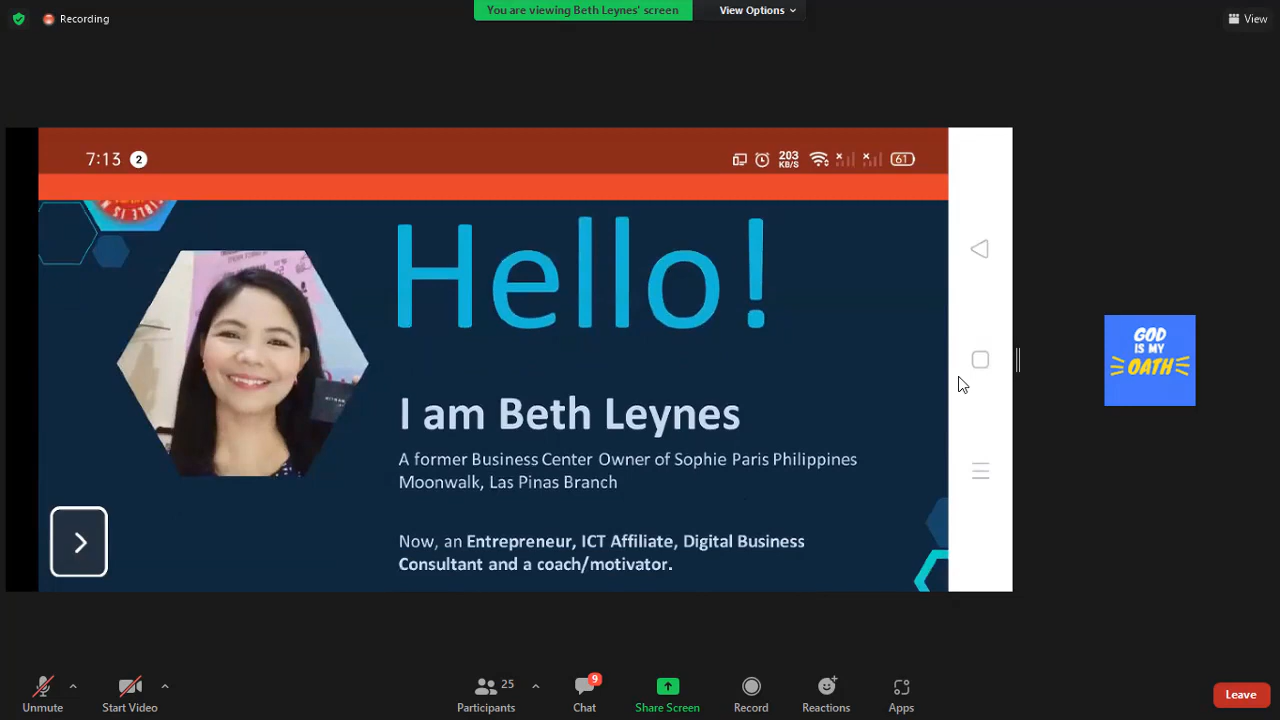 Recording
You are viewing Beth Leynes' screen
View Options
View
7:13 2
203
KB/S
61
Hello!
I am Beth Leynes
A former Business Center Owner of Sophie Paris Philippines
Moonwalk, Las Pinas Branch
Now, an Entrepreneur, ICT Affiliate, Digital Business
Consultant and a coach/motivator.
GOD
IS MY
OATH
Unmute
Start Video
25
Participants
9
Chat
Share Screen
Record
Reactions
Apps
Leave